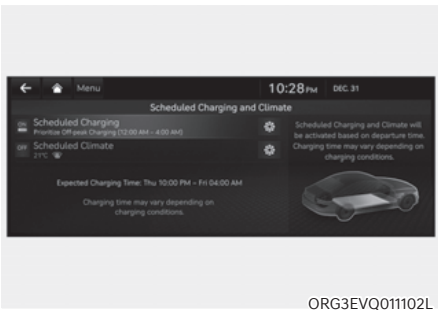 Menu
10:28 PM DEC. 31
Scheduled Charging and Climate
ON
Scheduled Charging
Prioritize Off-peak Charging (12:00 AM ~ 4:00 AM)
OFF
Scheduled Climate
21°C
Expected Charging Time: Thu 10:00 PM ~ Fri 04:00 AM
Charging time may vary depending on
charging conditions.
Scheduled Charging and Climate will
be activated based on departure time.
Charging time may vary depending on
charging conditions.
ORG3EVQ011102L